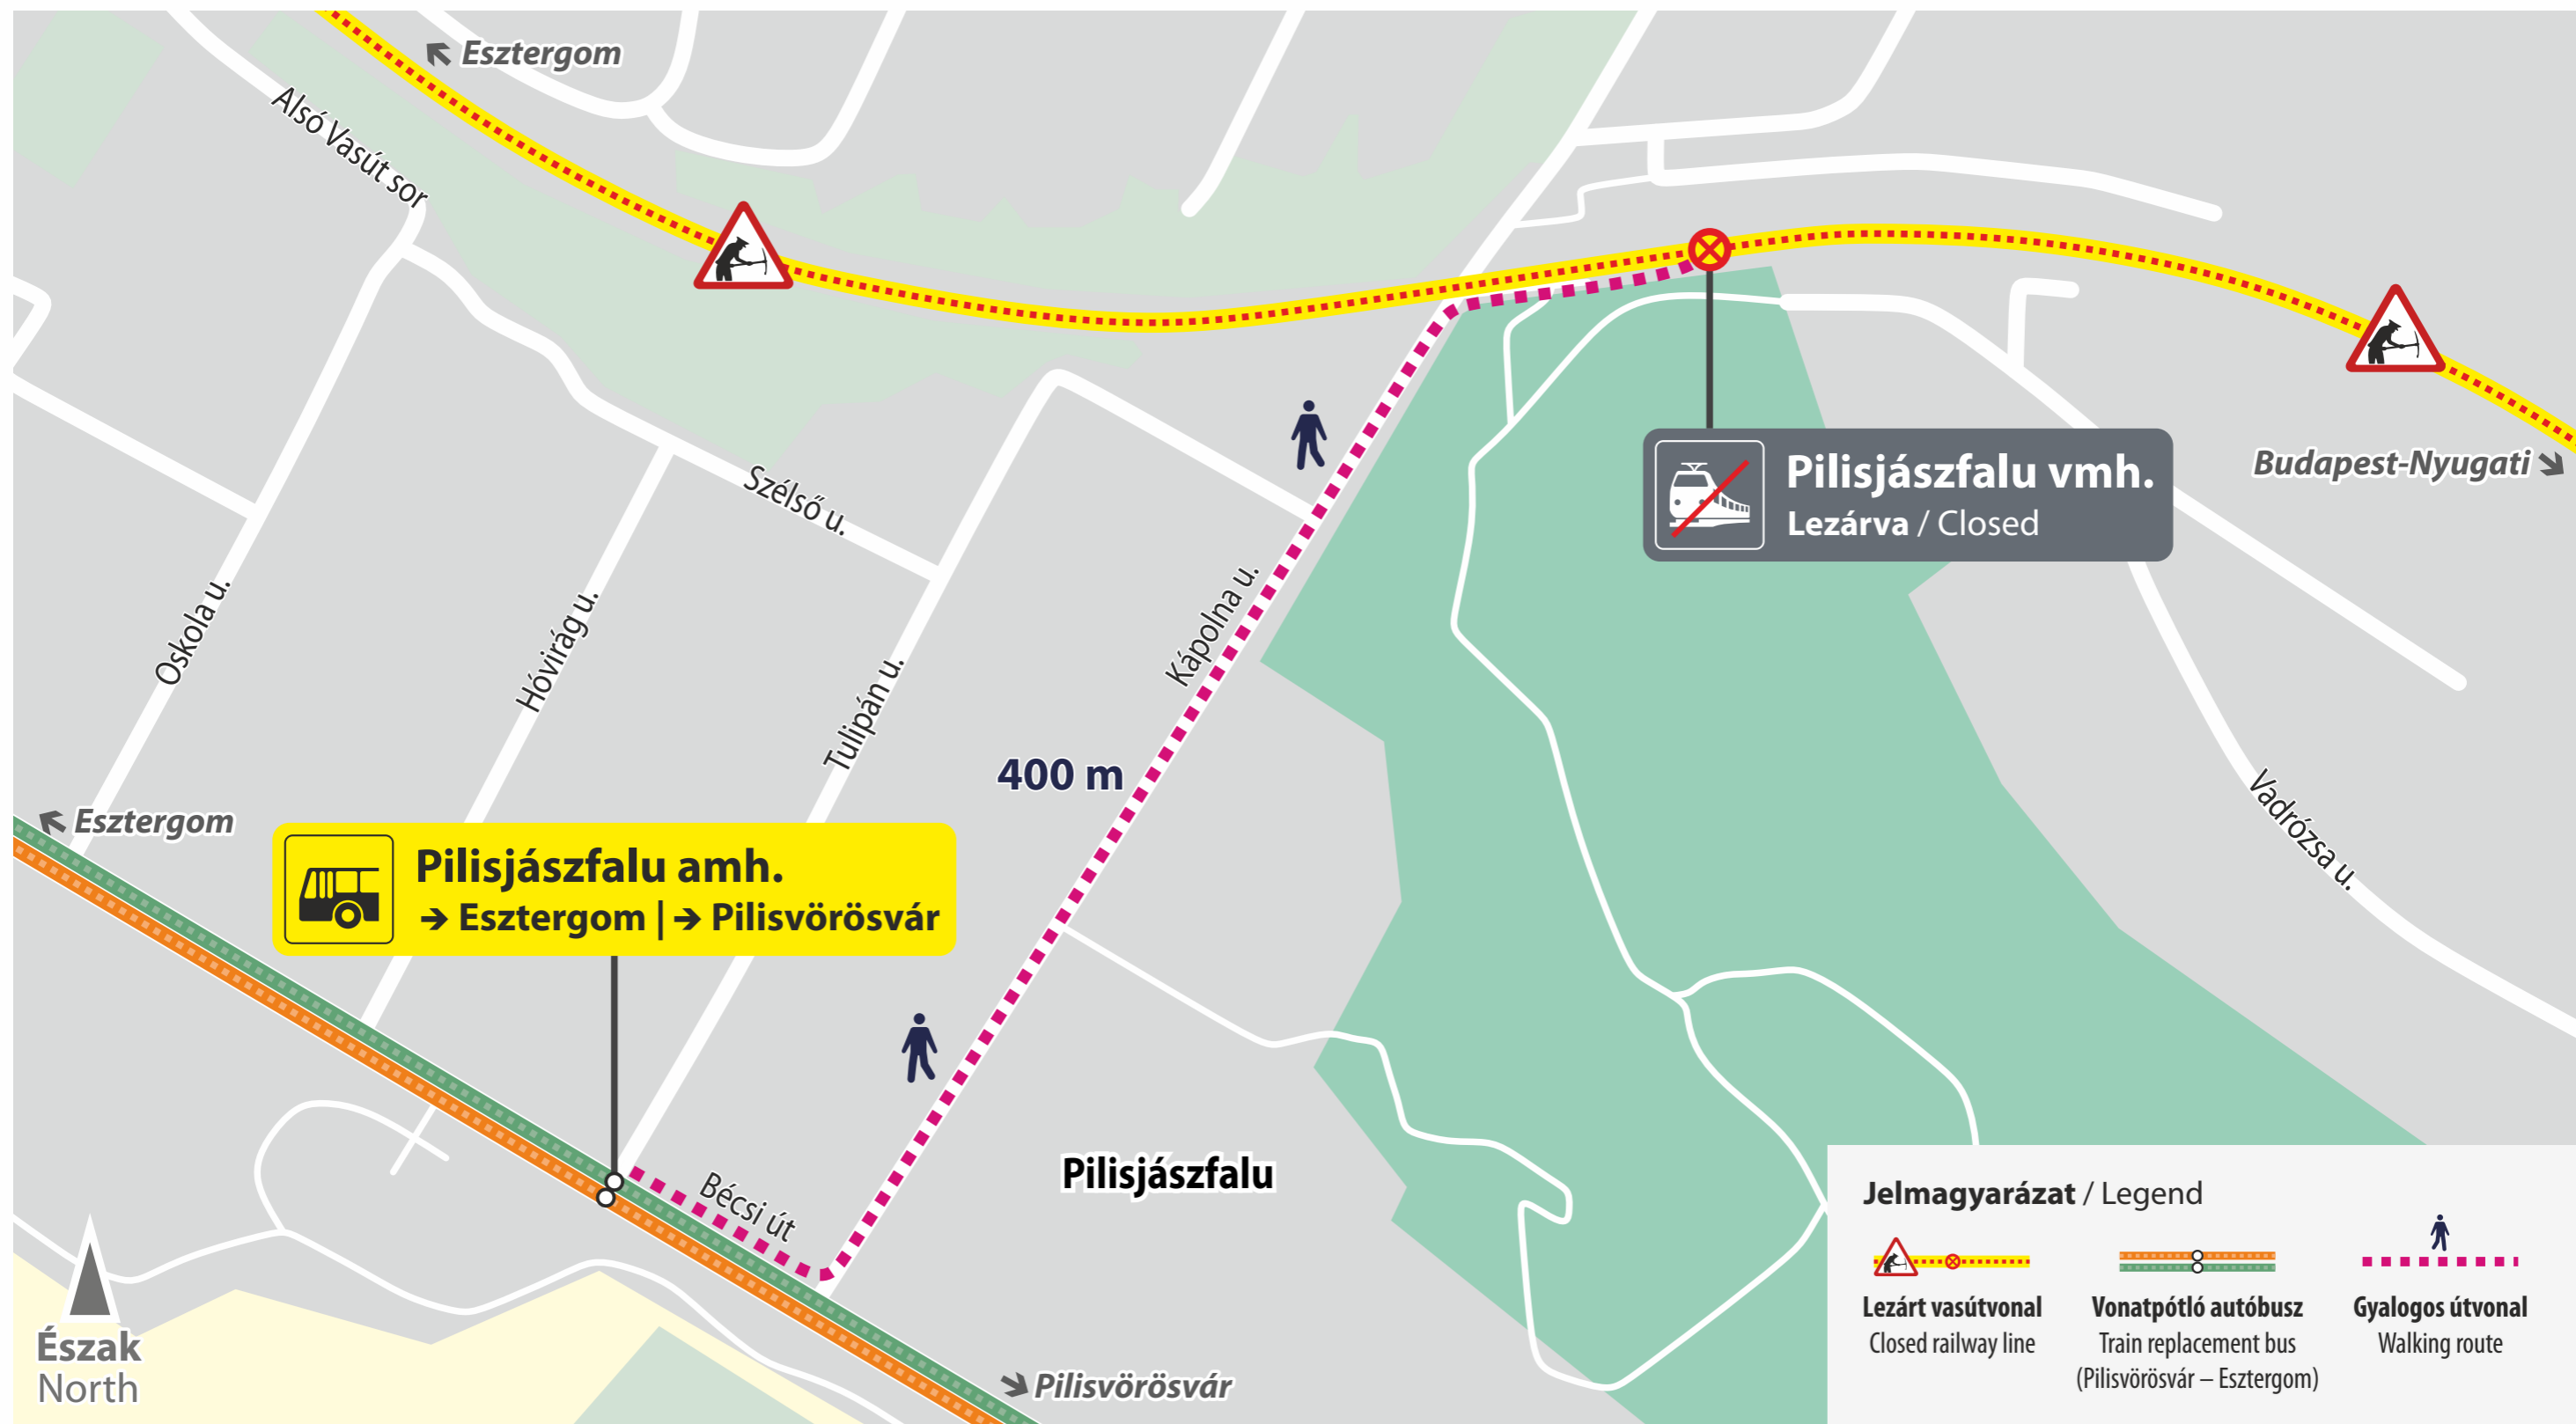 Esztergom
Alsó Vasút sor
Budapest-Nyugati
Pilisjászfalu vmh.
Lezárva / Closed
Szélső u.
Oskola u.
Hóvirág u.
Tulipán u.
Kápolna u.
400 m
Vadrózsa u.
Esztergom
Pilisjászfalu amh.
➔ Esztergom | ➔ Pilisvörösvár
Bécsi út
Pilisjászfalu
Pilisvörösvár
Észak
North
Jelmagyarázat / Legend
Lezárt vasútvonal
Closed railway line
Vonatpótló autóbusz
Train replacement bus
(Pilisvörösvár – Esztergom)
Gyalogos útvonal
Walking route